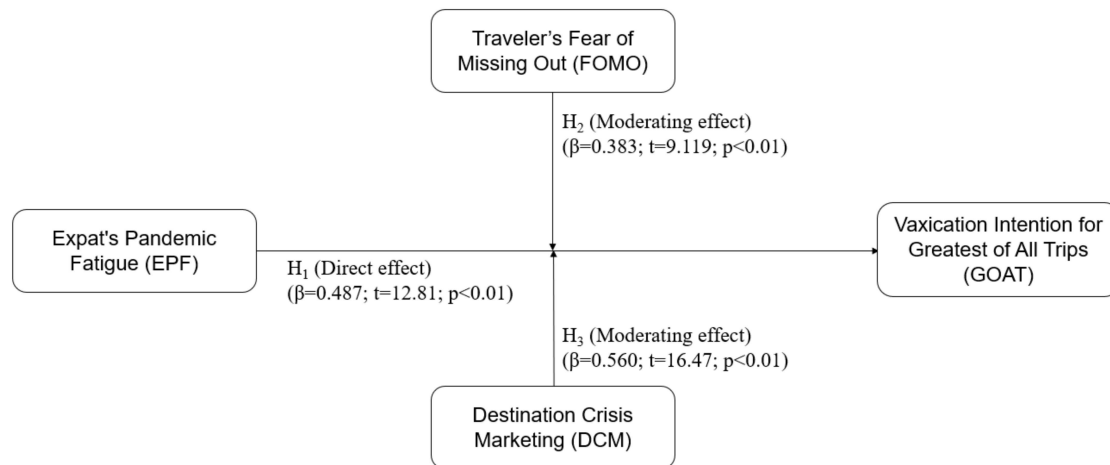 Traveler’s Fear of
Missing Out (FOMO)
H₂ (Moderating effect)
(β=0.383; t=9.119; p<0.01)
Expat's Pandemic
Fatigue (EPF)
H₁ (Direct effect)
(β=0.487; t=12.81; p<0.01)
Vaxication Intention for
Greatest of All Trips
(GOAT)
H₃ (Moderating effect)
(β=0.560; t=16.47; p<0.01)
Destination Crisis
Marketing (DCM)